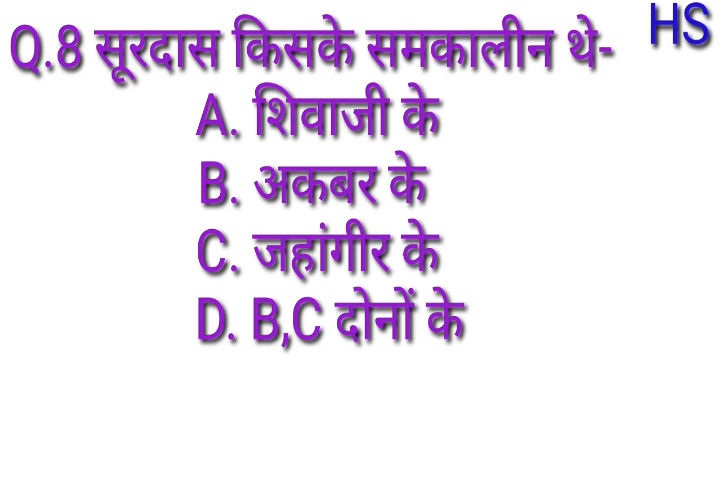 Q.8 सूरदास किसके समकालीन थे-
HS
A. शिवाजी के
B. अकबर के
C. जहांगीर के
D. B,C दोनों के